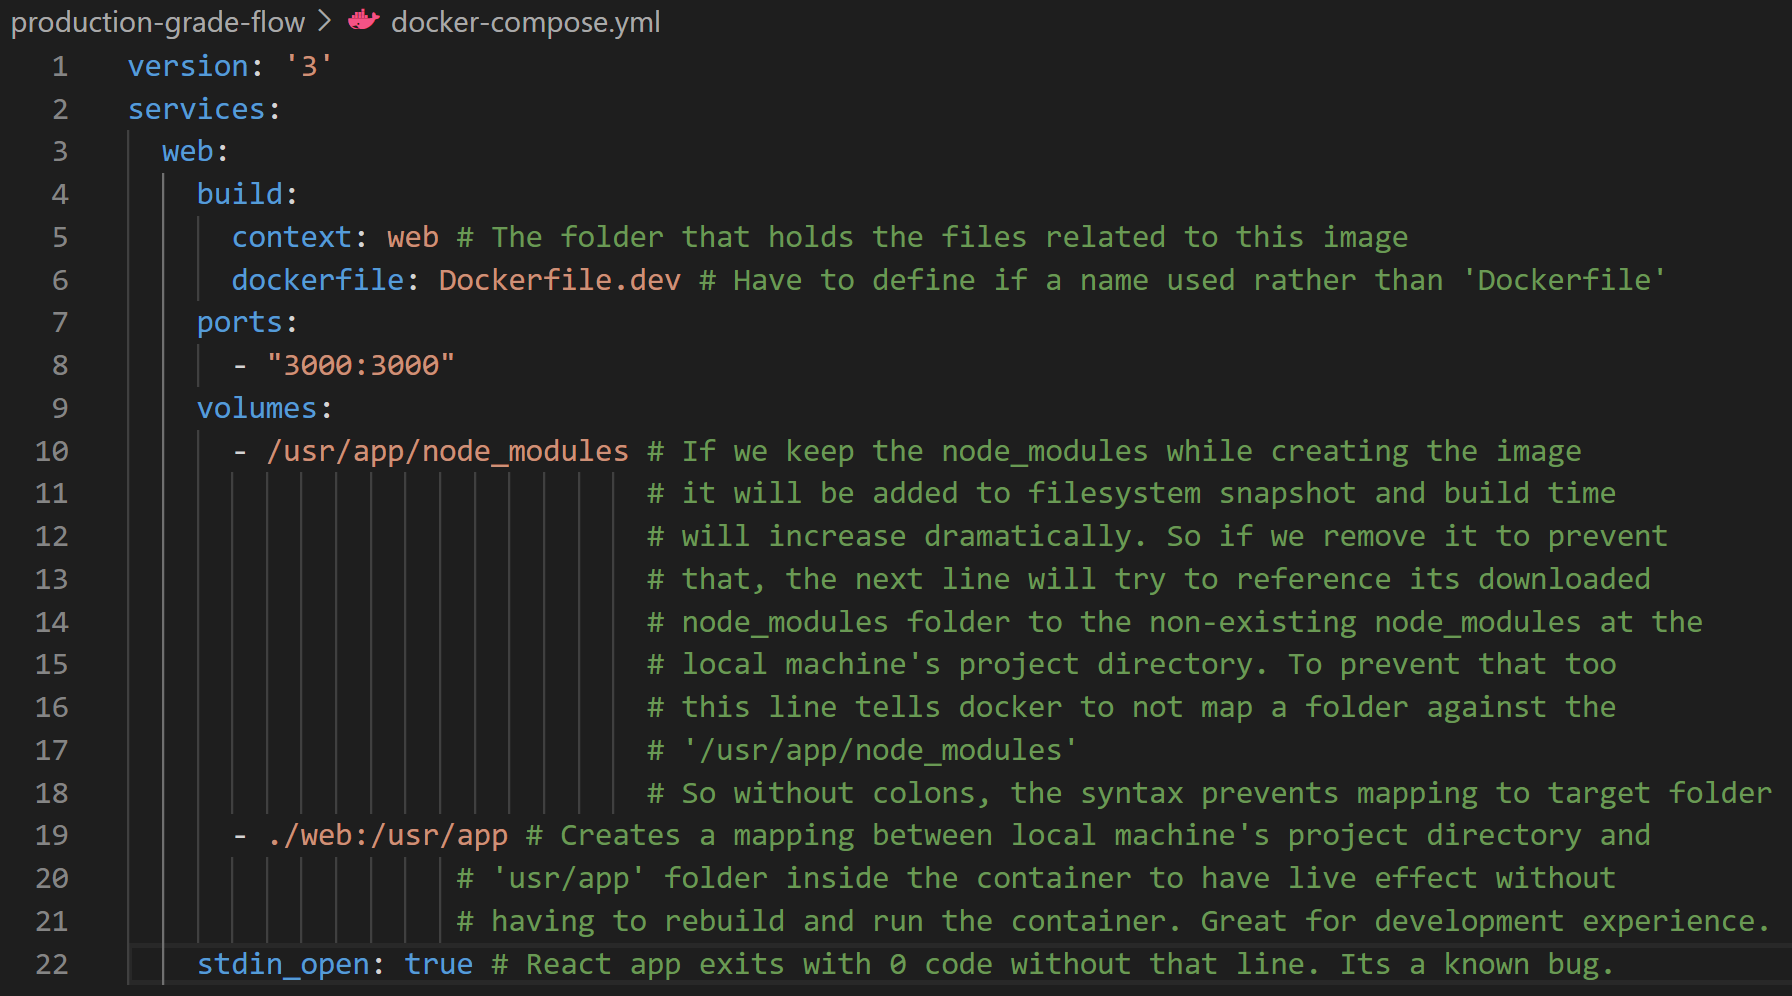 production-grade-flow > docker-compose.yml
1 version: '3'
2 services:
3   web:
4     build:
5       context: web # The folder that holds the files related to this image
6       dockerfile: Dockerfile.dev # Have to define if a name used rather than 'Dockerfile'
7     ports:
8       - "3000:3000"
9     volumes:
10       - /usr/app/node_modules # If we keep the node_modules while creating the image
11                               # it will be added to filesystem snapshot and build time
12                               # will increase dramatically. So if we remove it to prevent
13                               # that, the next line will try to reference its downloaded
14                               # node_modules folder to the non-existing node_modules at the
15                               # local machine's project directory. To prevent that too
16                               # this line tells docker to not map a folder against the
17                               # '/usr/app/node_modules'
18                               # So without colons, the syntax prevents mapping to target folder
19       - ./web:/usr/app # Creates a mapping between local machine's project directory and
20                    # 'usr/app' folder inside the container to have live effect without
21                    # having to rebuild and run the container. Great for development experience.
22     stdin_open: true # React app exits with 0 code without that line. Its a known bug.